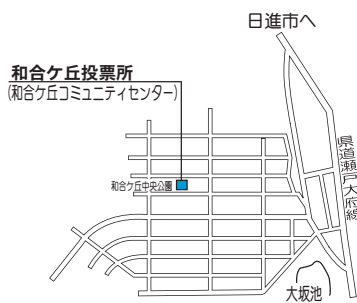 日進市へ
和合ケ丘投票所
(和合ケ丘コミュニティセンター)
和合ケ丘中央公園
県道瀬戸大府線
大坂池